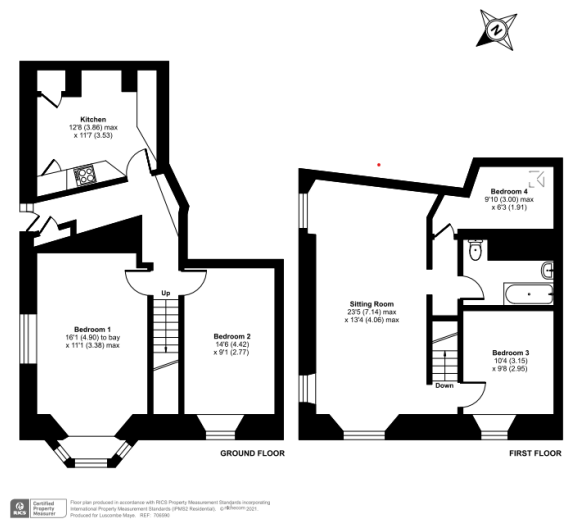 N
Kitchen
12'8 (3.86) max
x 11'7 (3.53)
Up
Bedroom 1
16'1 (4.90) to bay
x 11'1 (3.38) max
Bedroom 2
14'6 (4.42)
x 9'1 (2.77)
GROUND FLOOR
Bedroom 4
9'10 (3.00) max
x 6'3 (1.91)
Sitting Room
23'5 (7.14) max
x 13'4 (4.06) max
Bedroom 3
10'4 (3.15)
x 9'8 (2.95)
Down
FIRST FLOOR
RICS
Certified
Property
Measurer
Floor plan produced in accordance with RICS Property Measurement Standards incorporating
International Property Measurement Standards (IPMS2 Residential). © 2021.
Produced for Luscombe Maye. REF: 706690